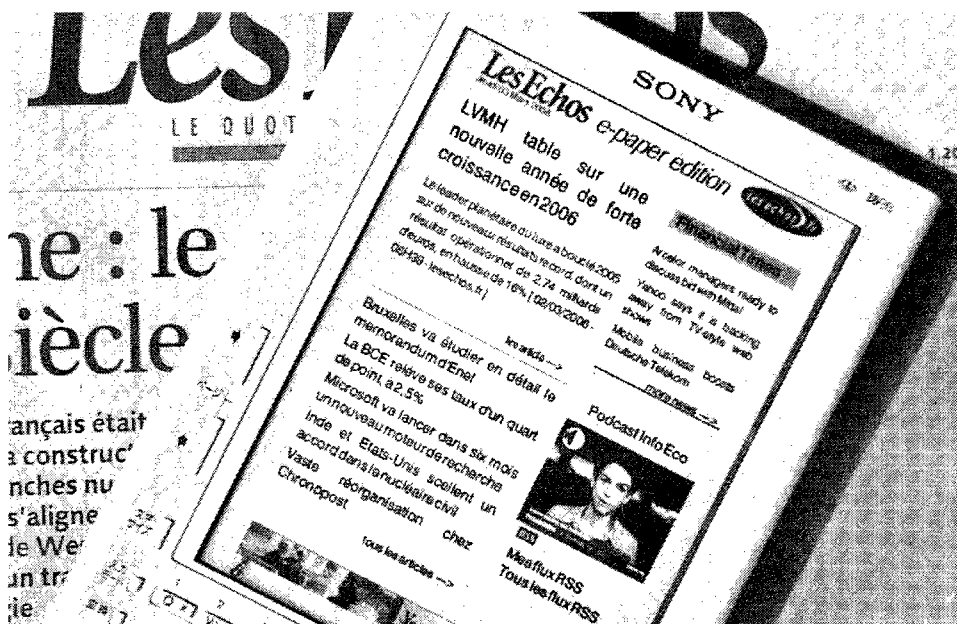 Les
LE QUOT
ne : le
iècle
ançais était
a construc
nches nu
s'aligne
de We
un tr
rie
SONY
LesEchos e-paper edition
LVMH table sur une
nouvelle année de forte
croissance en 2006
Le leader planétaire du luxe a bouclé 2005
sur de nouveaux résultats record, dont un
résultat opérationnel de 2,74 milliards
d'euros, en hausse de 16% [ 02/03/2006 -
lesechos.fr ]
lire article --->
Bruxelles va étudier en détail le
memorandum d'Enel
La BCE relève ses taux d'un quart
de point, à 2,5%
Microsoft va lancer dans six mois
un nouveau moteur de recherche
Inde et Etats-Unis scellent un
accord dans le nucléaire civil
Vaste réorganisation chez
Chronopost
tous les articles --->
Financial Times
Arcelor managers ready to
discuss bid with Mittal
Yahoo says it is backing
away from TV-style web
shows
Mobile business boosts
Deutsche Telekom
more news --->
Podcast Info Eco
Mes flux RSS
Tous les flux RSS
1,20